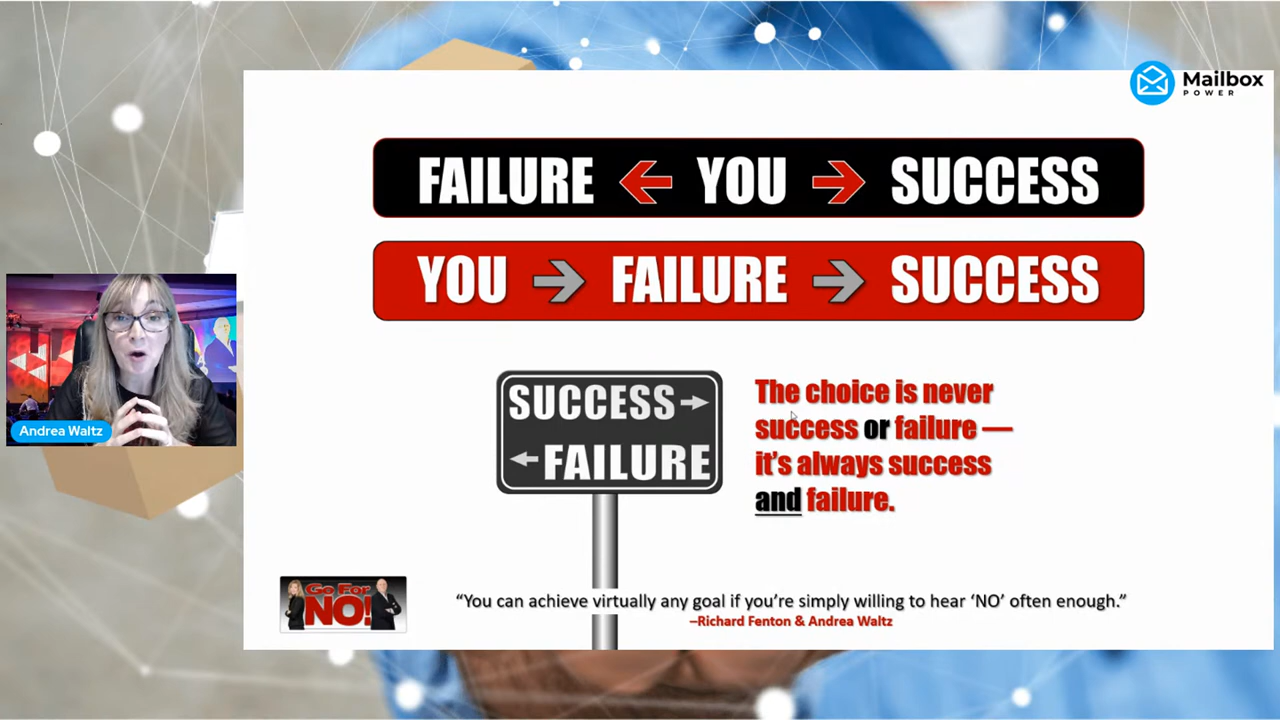 Mailbox
POWER
FAILURE ← YOU → SUCCESS
YOU → FAILURE → SUCCESS
SUCCESS →
← FAILURE
The choice is never
success or failure —
it's always success
and failure.
Andrea Waltz
Go For
NO!
“You can achieve virtually any goal if you're simply willing to hear ‘NO’ often enough.”
–Richard Fenton & Andrea Waltz